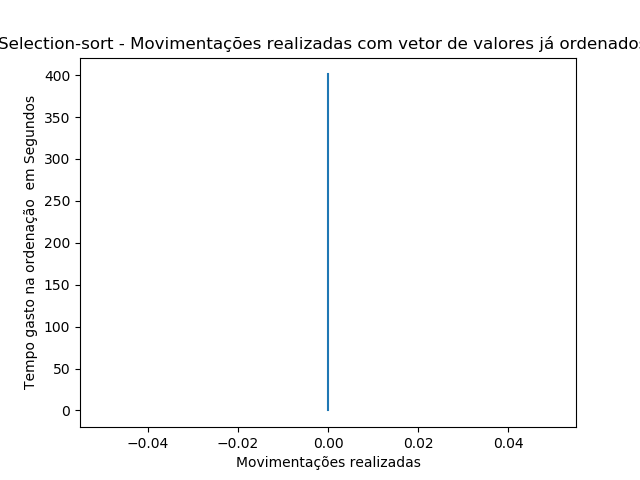 Selection-sort - Movimentações realizadas com vetor de valores já ordenados
400
350
300
250
200
150
100
50
0
Tempo gasto na ordenação  em Segundos
−0.04 −0.02 0.00 0.02 0.04
Movimentações realizadas